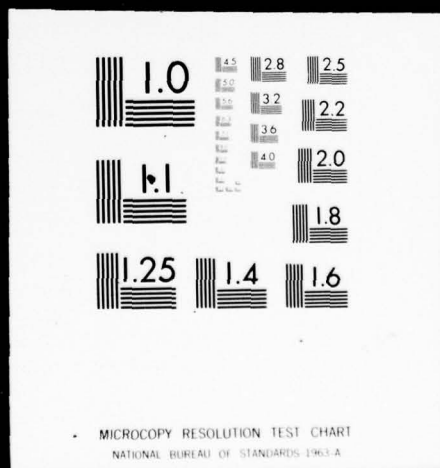 1.0 4.5 2.8 2.5
5.0
5.6 3.2 2.2
3.6
1.1 4.0 2.0
1.8
1.25 1.4 1.6
MICROCOPY RESOLUTION TEST CHART
NATIONAL BUREAU OF STANDARDS-1963-A